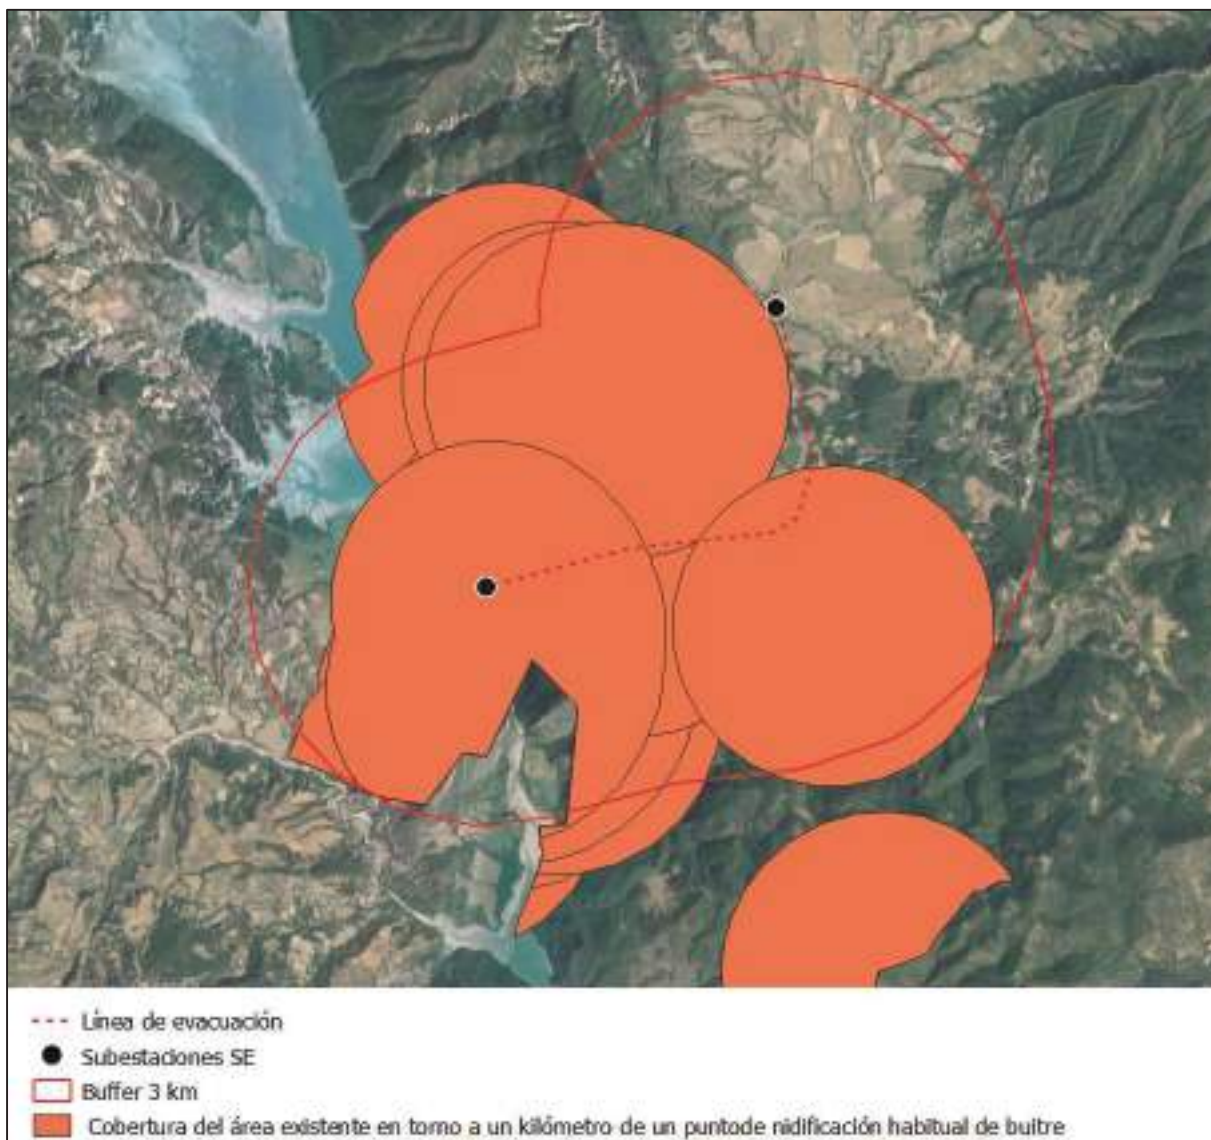 Línea de evacuación
Subestaciones SE
Buffer 3 km
Cobertura del área existente en torno a un kilómetro de un puntode nidificación habitual de buitre